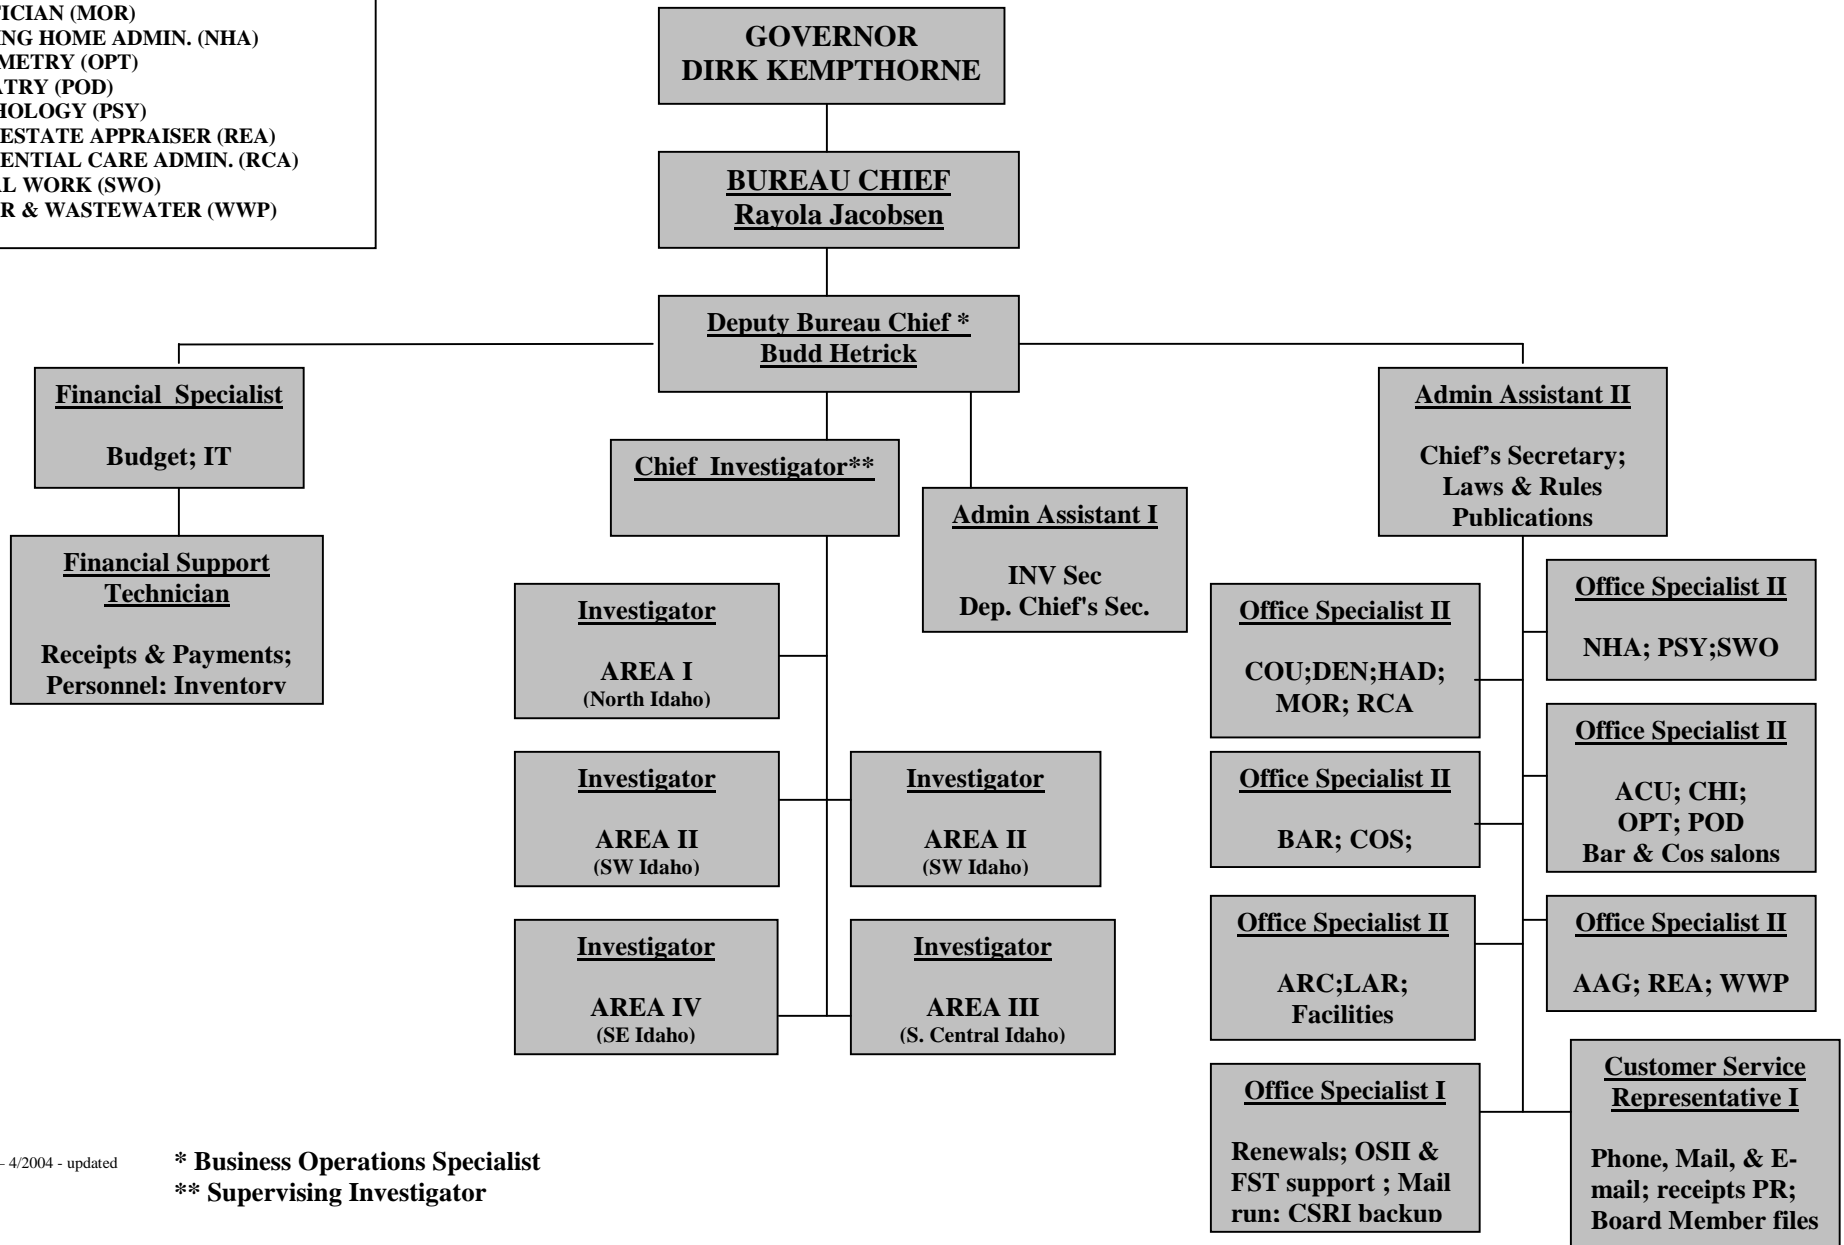 (MOR)
HOME ADMIN. (NHA)
(OPT)
(POD)
(PSY)
ESTATE APPRAISER (REA)
CARE ADMIN. (RCA)
WORK (SWO)
& WASTEWATER (WWP)
GOVERNOR
DIRK KEMPTHORNE
BUREAU CHIEF
Rayola Jacobsen
Deputy Bureau Chief *
Budd Hetrick
Financial Specialist
Budget; IT
Financial Support
Technician
Receipts & Payments;
Personnel; Inventory
Chief Investigator**
Admin Assistant I
INV Sec
Dep. Chief's Sec.
Admin Assistant II
Chief’s Secretary;
Laws & Rules
Publications
Investigator
AREA I
(North Idaho)
Investigator
AREA II
(SW Idaho)
Investigator
AREA II
(SW Idaho)
Investigator
AREA IV
(SE Idaho)
Investigator
AREA III
(S. Central Idaho)
Office Specialist II
COU;DEN;HAD;
MOR; RCA
Office Specialist II
NHA; PSY;SWO
Office Specialist II
BAR; COS;
Office Specialist II
ACU; CHI;
OPT; POD
Bar & Cos salons
Office Specialist II
ARC;LAR;
Facilities
Office Specialist II
AAG; REA; WWP
Office Specialist I
Renewals; OSII &
FST support ; Mail
run; CSRI backup
Customer Service
Representative I
Phone, Mail, & E-
mail; receipts PR;
Board Member files
– 4/2004 - updated
* Business Operations Specialist
** Supervising Investigator